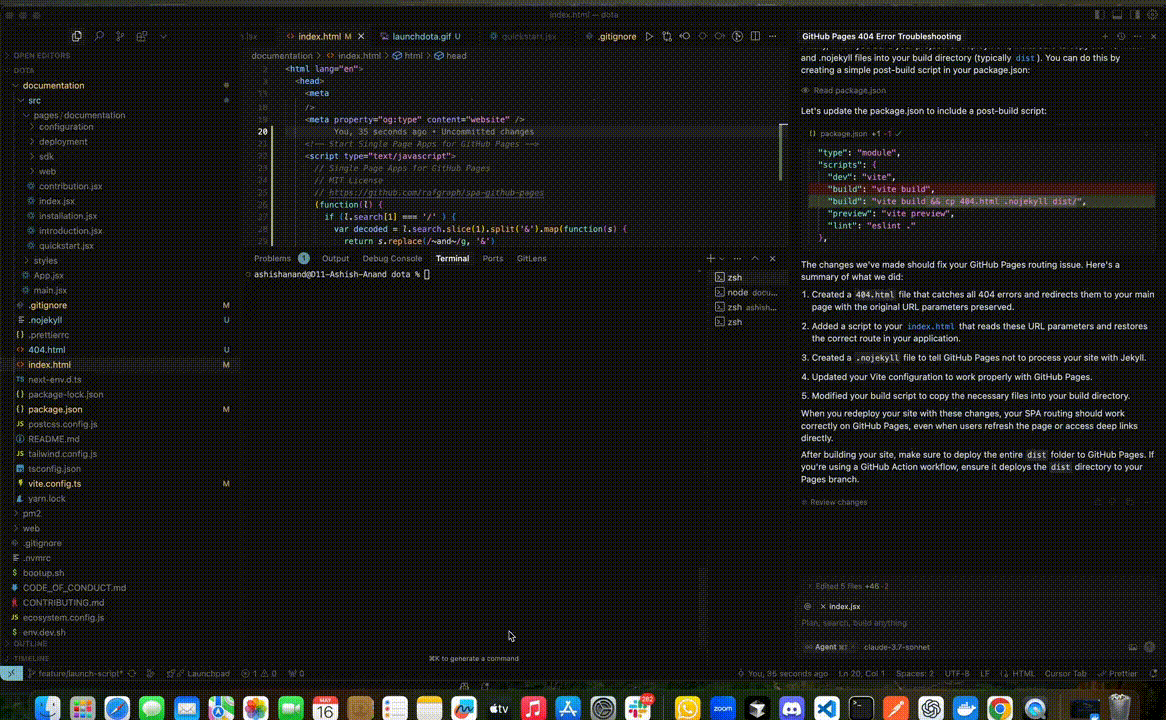 index.html — dota
.jsx
index.html M
launchdota.gif U
quickstart.jsx
.gitignore
GitHub Pages 404 Error Troubleshooting
OPEN EDITORS
DOTA
documentation
src
pages / documentation
configuration
deployment
sdk
web
contribution.jsx
index.jsx
installation.jsx
introduction.jsx
quickstart.jsx
styles
App.jsx
main.jsx
.gitignore M
.nojekyll U
.prettierrc
404.html U
index.html M
next-env.d.ts
package-lock.json
package.json M
postcss.config.js
README.md
tailwind.config.js
tsconfig.json
vite.config.ts M
yarn.lock
pm2
web
.gitignore
.nvmrc
bootup.sh
CODE_OF_CONDUCT.md
CONTRIBUTING.md
ecosystem.config.js
env.dev.sh
OUTLINE
TIMELINE
documentation > index.html > html > head
2 <html lang="en">
<head>
<meta
/>
<meta property="og:type" content="website" />
20 You, 35 seconds ago • Uncommitted changes
21 <!-- Start Single Page Apps for GitHub Pages -->
22 <script type="text/javascript">
23 // Single Page Apps for GitHub Pages
24 // MIT License
25 // https://github.com/rafgraph/spa-github-pages
26 (function(l) {
27 if (l.search[1] === '/' ) {
28 var decoded = l.search.slice(1).split('&').map(function(s) {
29 return s.replace(/~and~/g, '&')
Problems 1 Output Debug Console Terminal Ports GitLens
ashishanand@D11-Ashish-Anand dota %
zsh
node docu...
zsh ashish...
zsh
⌘K to generate a command
and .nojekyll files into your build directory (typically dist). You can do this by
creating a simple post-build script in your package.json:
Read package.json
Let's update the package.json to include a post-build script:
package.json +1 -1
"type": "module",
"scripts": {
"dev": "vite",
"build": "vite build",
"build": "vite build && cp 404.html .nojekyll dist/",
"preview": "vite preview",
"lint": "eslint ."
},
The changes we've made should fix your GitHub Pages routing issue. Here's a
summary of what we did:
1. Created a 404.html file that catches all 404 errors and redirects them to your main
page with the original URL parameters preserved.
2. Added a script to your index.html that reads these URL parameters and restores
the correct route in your application.
3. Created a .nojekyll file to tell GitHub Pages not to process your site with Jekyll.
4. Updated your Vite configuration to work properly with GitHub Pages.
5. Modified your build script to copy the necessary files into your build directory.
When you redeploy your site with these changes, your SPA routing should work
correctly on GitHub Pages, even when users refresh the page or access deep links
directly.
After building your site, make sure to deploy the entire dist folder to GitHub Pages. If
you're using a GitHub Action workflow, ensure it deploys the dist directory to your
Pages branch.
Review changes
Edited 5 files +46 -2
@ × index.jsx
Plan, search, build anything
Agent ⌘I claude-3.7-sonnet
feature/launch-script* Launchpad 1 0 0
You, 35 seconds ago Ln 20, Col 1 Spaces: 2 UTF-8 LF HTML Cursor Tab Prettier
MAY
16
tv
zoom